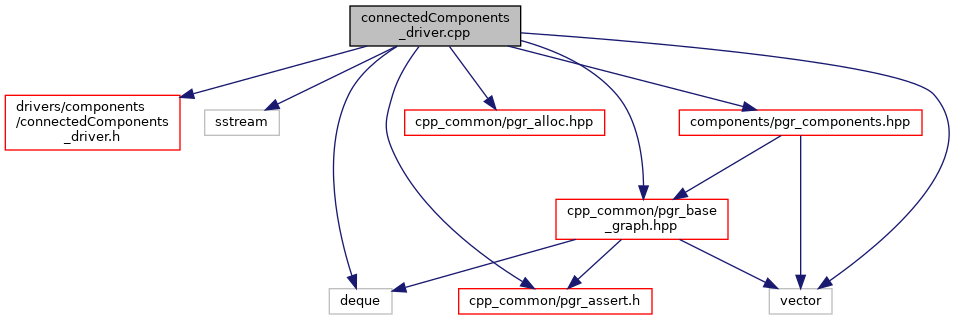 connectedComponents
_driver.cpp
drivers/components
/connectedComponents
_driver.h
sstream
cpp_common/pgr_alloc.hpp
components/pgr_components.hpp
cpp_common/pgr_base
_graph.hpp
deque
cpp_common/pgr_assert.h
vector